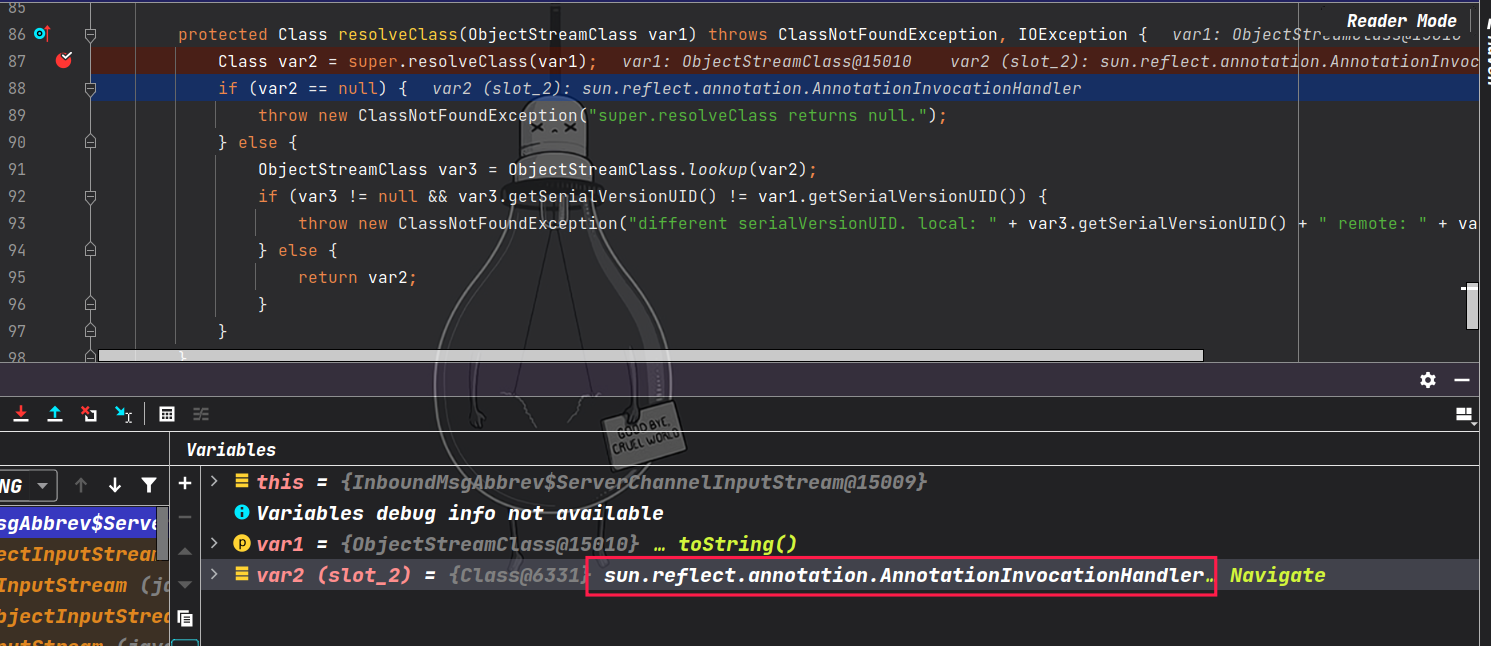 85
Reader Mode
86 protected Class resolveClass(ObjectStreamClass var1) throws ClassNotFoundException, IOException { var1: ObjectStreamClass@15010
87 Class var2 = super.resolveClass(var1); var1: ObjectStreamClass@15010 var2 (slot_2): sun.reflect.annotation.AnnotationInvoc
88 if (var2 == null) { var2 (slot_2): sun.reflect.annotation.AnnotationInvocationHandler
89 throw new ClassNotFoundException("super.resolveClass returns null.");
90 } else {
91 ObjectStreamClass var3 = ObjectStreamClass.lookup(var2);
92 if (var3 != null && var3.getSerialVersionUID() != var1.getSerialVersionUID()) {
93 throw new ClassNotFoundException("different serialVersionUID. local: " + var3.getSerialVersionUID() + " remote: " + va
94 } else {
95 return var2;
96 }
97 }
98 }
GOOD BYE,
CRUEL WORLD
Variables
NG
this = {InboundMsgAbbrev$ServerChannelInputStream@15009}
sgAbbrev$Serve
Variables debug info not available
ectInputStream
var1 = {ObjectStreamClass@15010} … toString()
InputStream (ja
var2 (slot_2) = {Class@6331} sun.reflect.annotation.AnnotationInvocationHandler… Navigate
bjectInputStrea
putStream (java